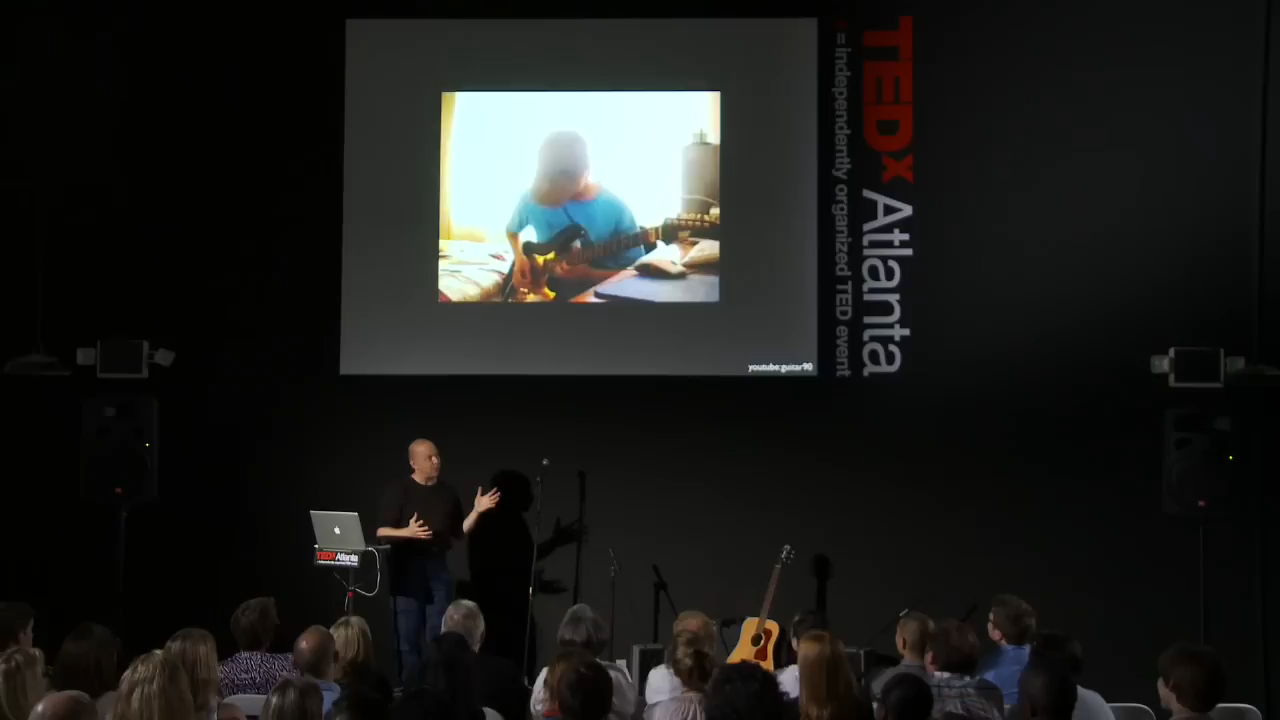 TEDx Atlanta
x = independently organized TED event
youtube:guitar90
TEDxAtlanta